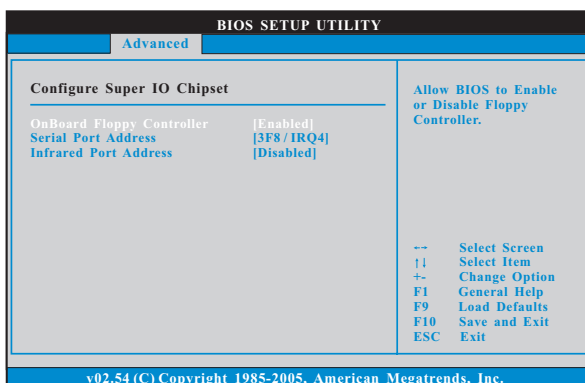 BIOS SETUP UTILITY
Advanced
Configure Super IO Chipset
OnBoard Floppy Controller [Enabled]
Serial Port Address [3F8 / IRQ4]
Infrared Port Address [Disabled]
Allow BIOS to Enable
or Disable Floppy
Controller.
←→ Select Screen
↑↓ Select Item
+- Change Option
F1 General Help
F9 Load Defaults
F10 Save and Exit
ESC Exit
v02.54 (C) Copyright 1985-2005, American Megatrends, Inc.